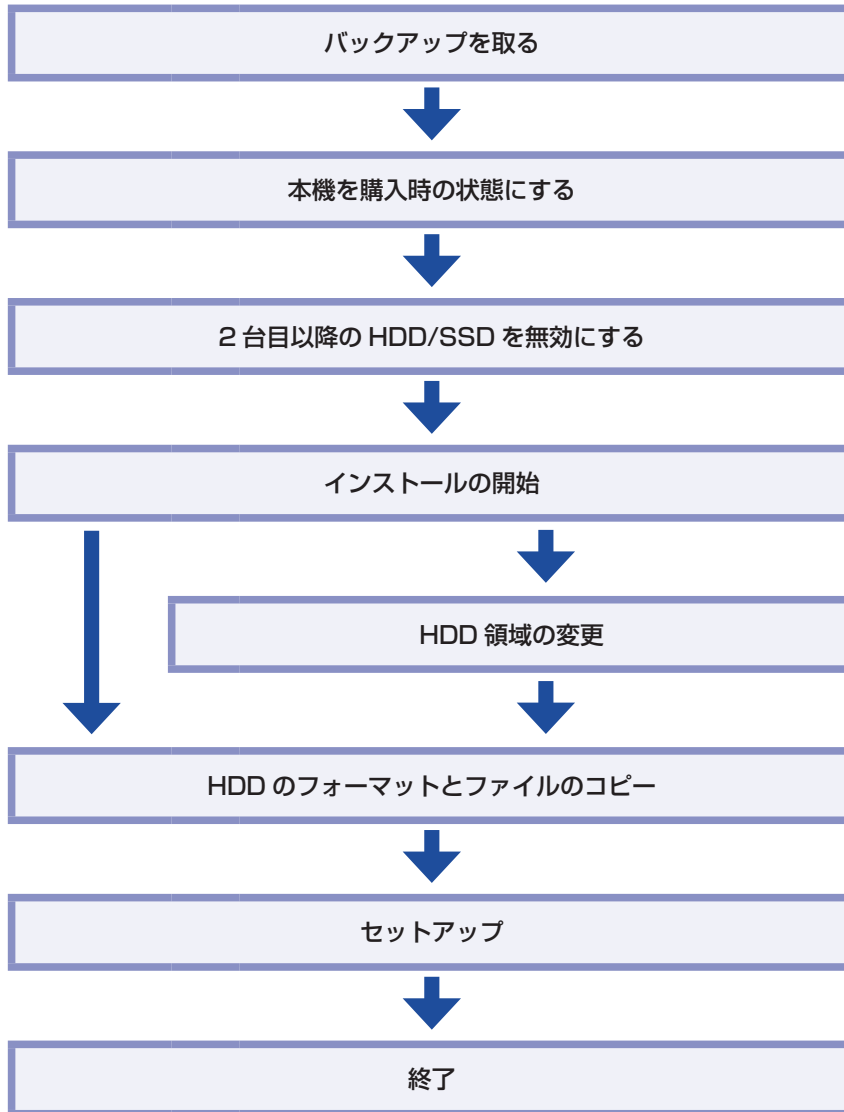 バックアップを取る
本機を購入時の状態にする
2 台目以降の HDD/SSD を無効にする
インストールの開始
HDD 領域の変更
HDD のフォーマットとファイルのコピー
セットアップ
終了